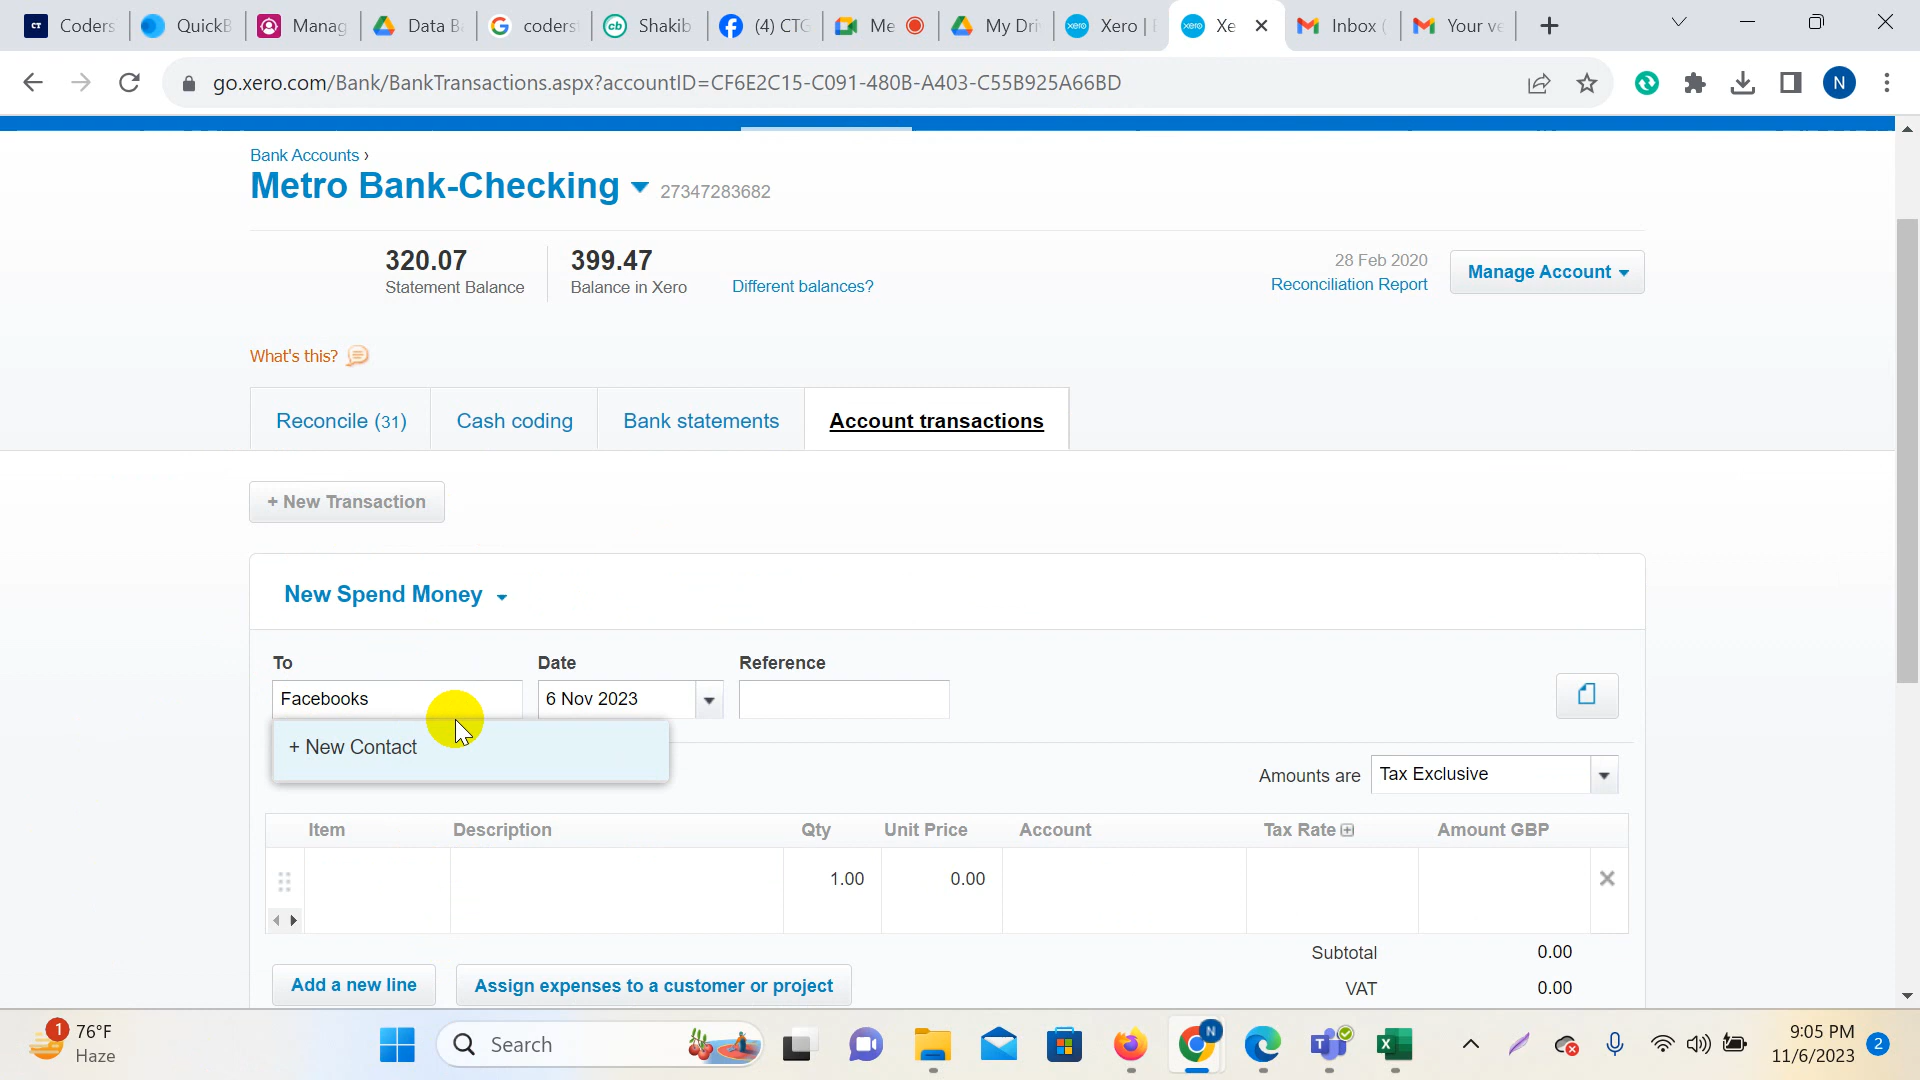 CT Coders
QuickB
Manag
Data B
coders
cb Shakib
(4) CTG
Me
My Dri
xero Xero |
xero Xe
Inbox (
Your ve
go.xero.com/Bank/BankTransactions.aspx?accountID=CF6E2C15-C091-480B-A403-C55B925A66BD
N
Bank Accounts ›
Metro Bank-Checking 27347283682
320.07 399.47 28 Feb 2020
Statement Balance Balance in Xero Different balances? Reconciliation Report Manage Account
What's this?
Reconcile (31) Cash coding Bank statements Account transactions
+ New Transaction
New Spend Money
To Date Reference
Facebooks 6 Nov 2023
+ New Contact
Amounts are Tax Exclusive
Item Description Qty Unit Price Account Tax Rate Amount GBP
1.00 0.00
Subtotal 0.00
Add a new line Assign expenses to a customer or project
VAT 0.00
1 76°F
Haze
Search
N
9:05 PM
11/6/2023
2